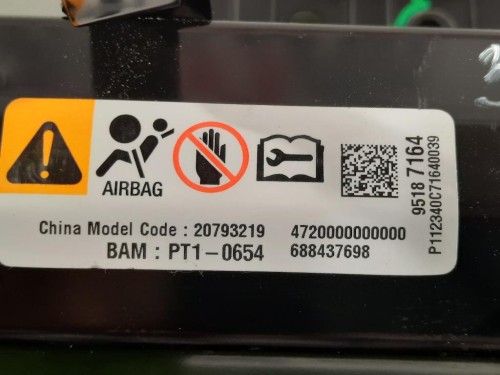 AIRBAG
China Model Code : 20793219 4720000000000
BAM : PT1-0654 688437698
9518 7164
P112340C71640039